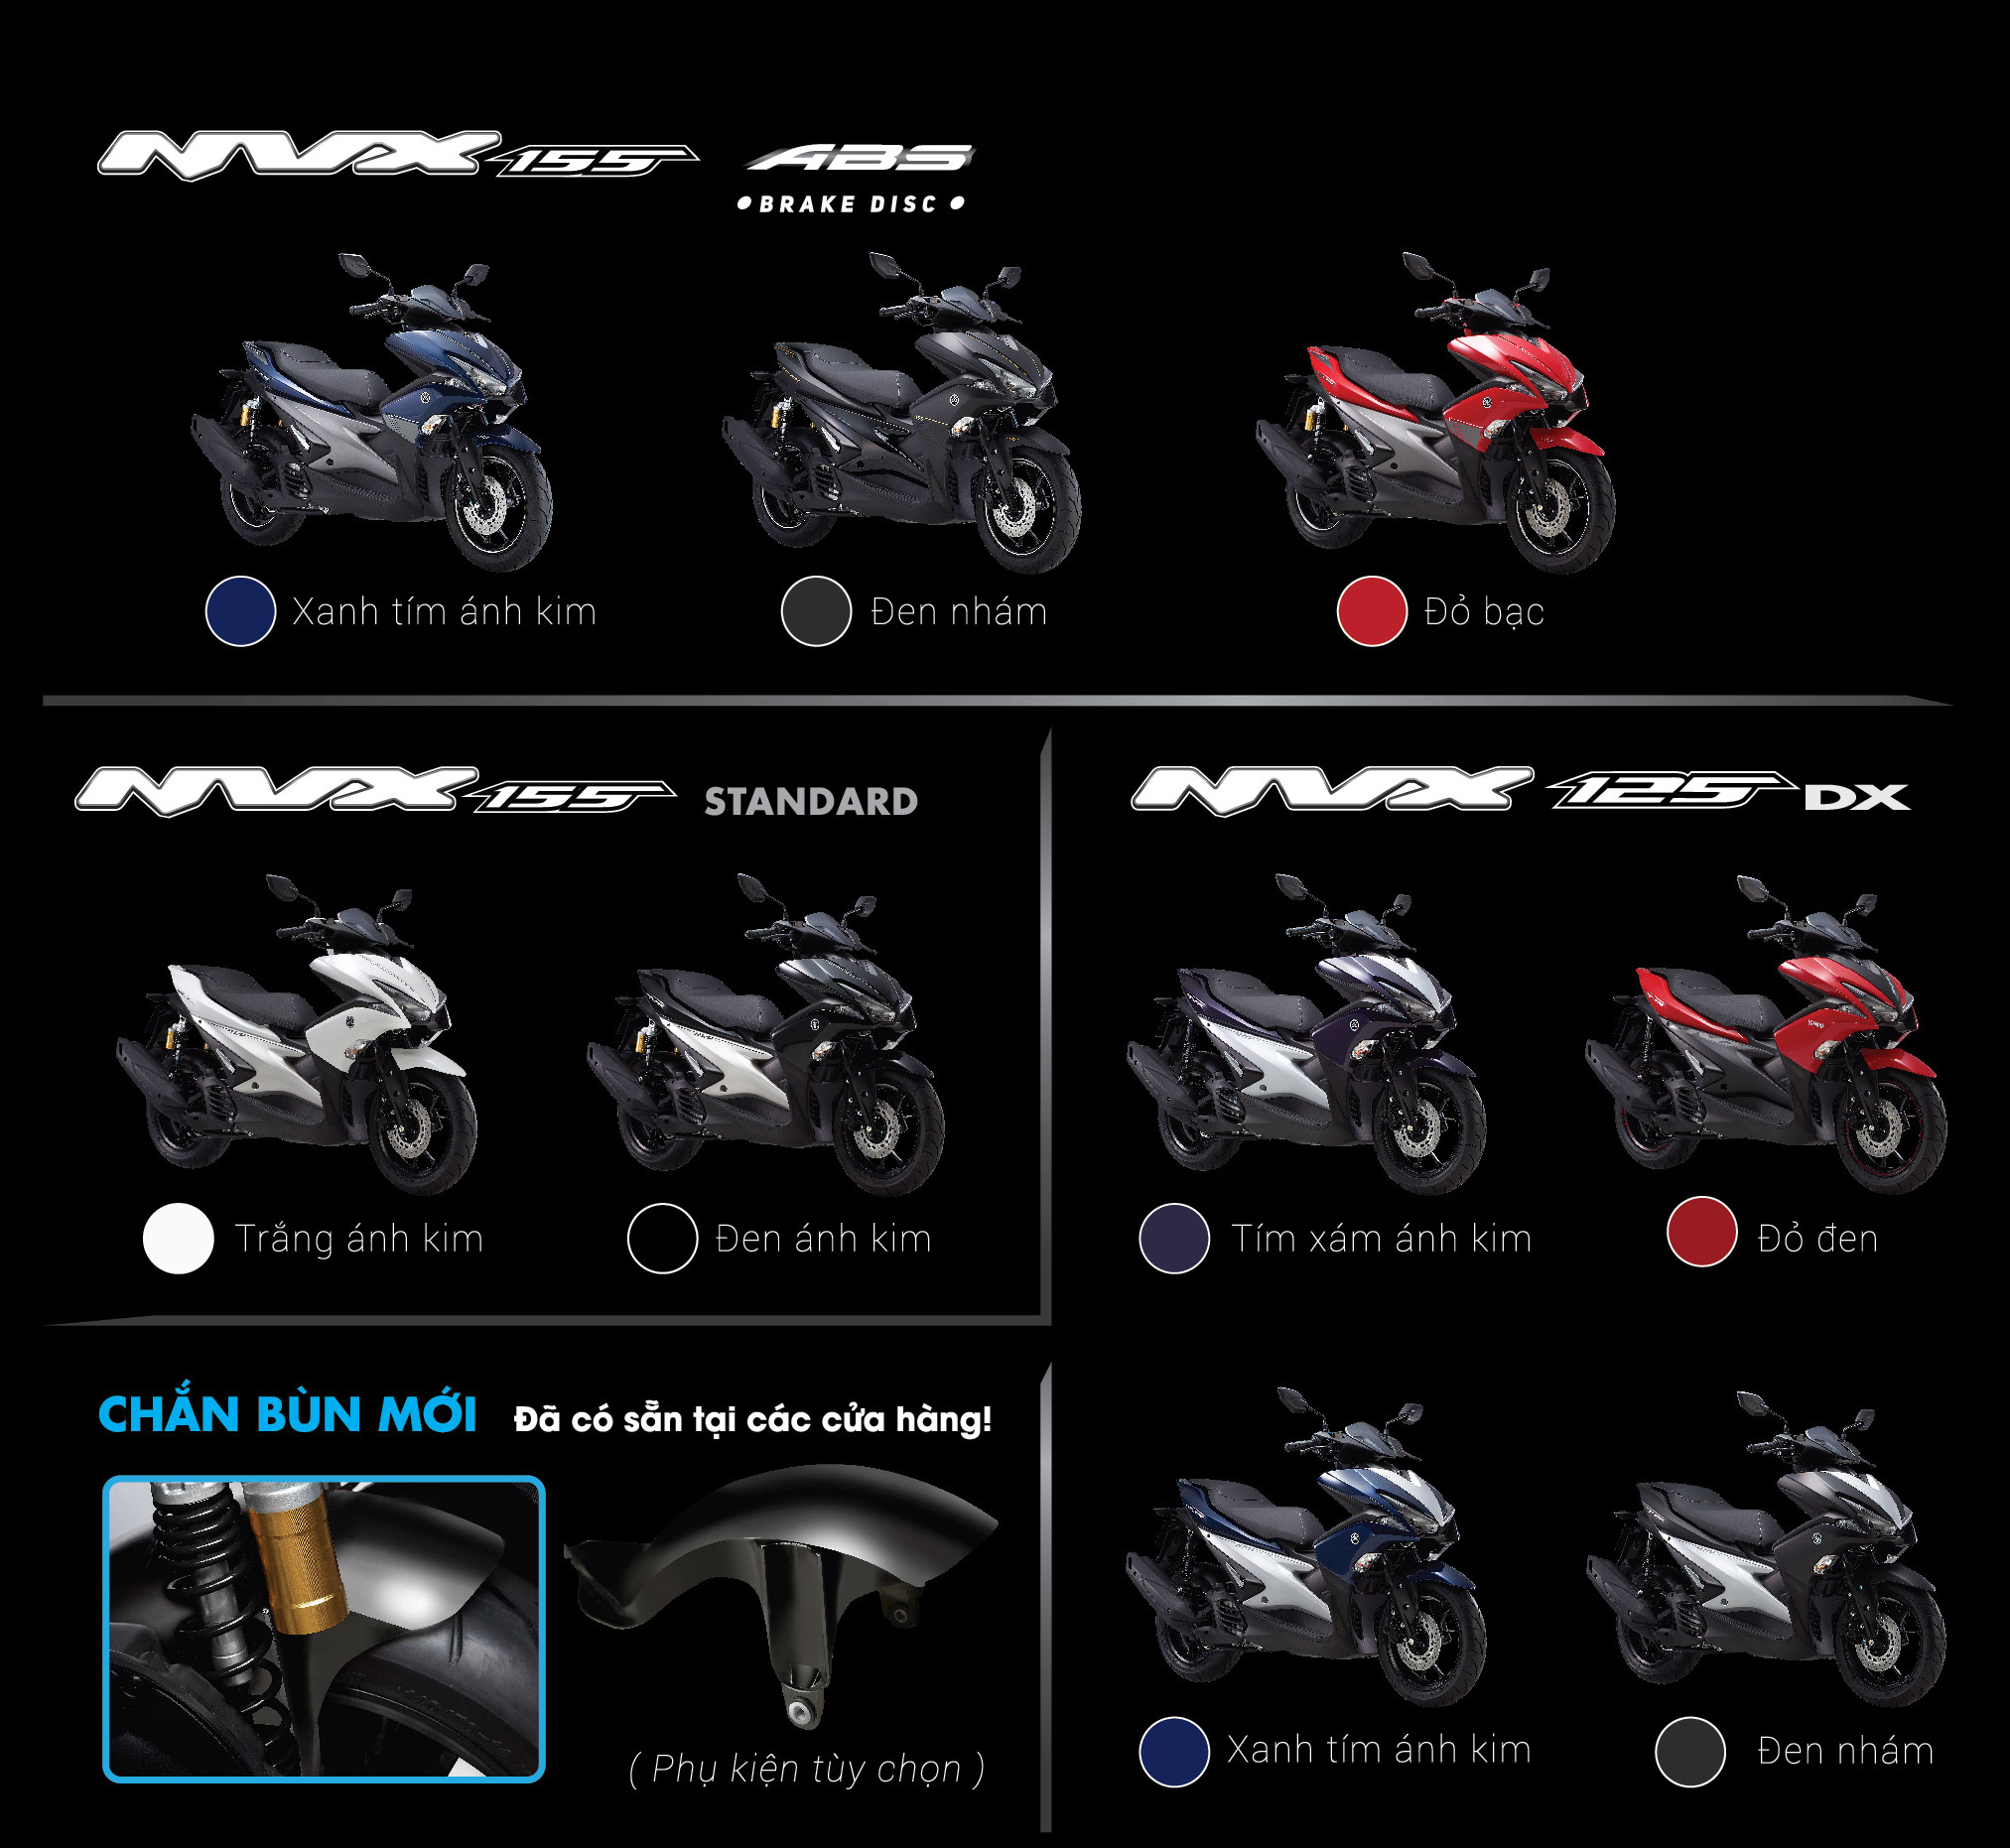 NVX 155 ABS
• BRAKE DISC •
Xanh tím ánh kim
Đen nhám
Đỏ bạc
NVX 155 STANDARD
Trắng ánh kim
Đen ánh kim
NVX 125 DX
Tím xám ánh kim
Đỏ đen
CHẮN BÙN MỚI Đã có sẵn tại các cửa hàng!
( Phụ kiện tùy chọn )
Xanh tím ánh kim
Đen nhám